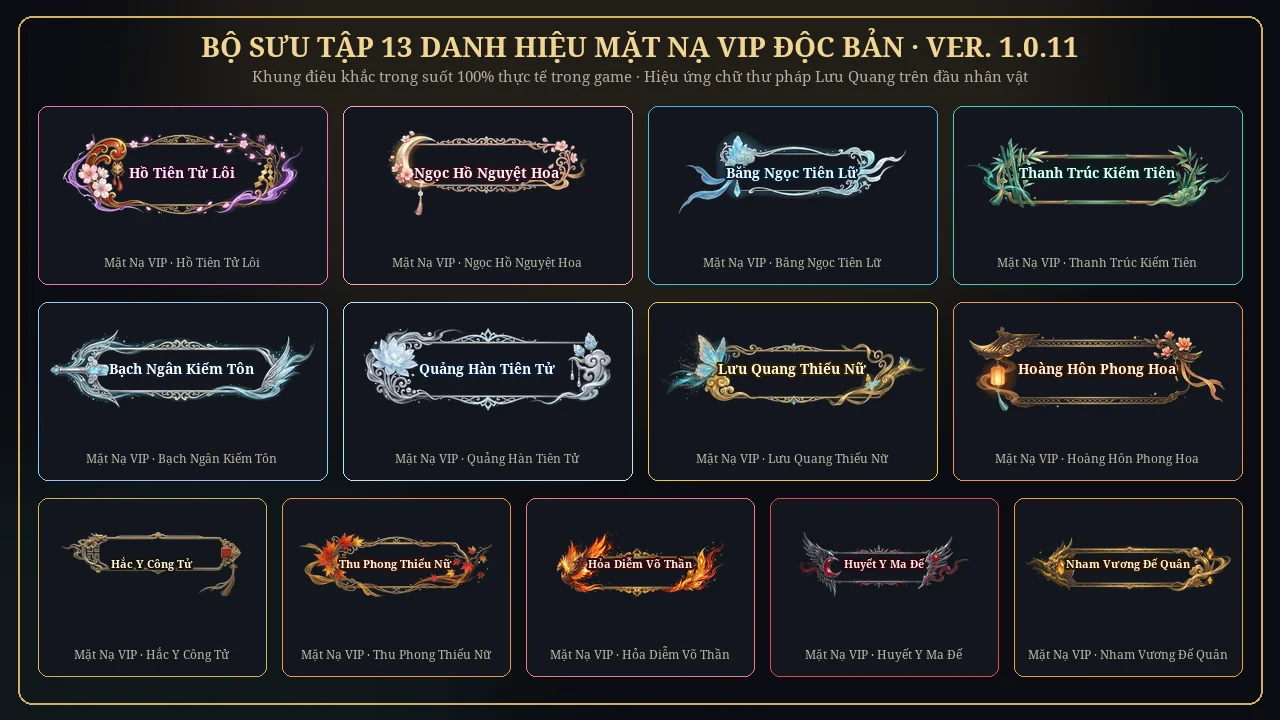 BỘ SƯU TẬP 13 DANH HIỆU MẶT NẠ VIP ĐỘC BẢN · VER. 1.0.11
Khung điêu khắc trong suốt 100% thực tế trong game · Hiệu ứng chữ thư pháp Lưu Quang trên đầu nhân vật
Hồ Tiên Tử Lôi
Mặt Nạ VIP · Hồ Tiên Tử Lôi
Ngọc Hồ Nguyệt Hoa
Mặt Nạ VIP · Ngọc Hồ Nguyệt Hoa
Băng Ngọc Tiên Lữ
Mặt Nạ VIP · Băng Ngọc Tiên Lữ
Thanh Trúc Kiếm Tiên
Mặt Nạ VIP · Thanh Trúc Kiếm Tiên
Bạch Ngân Kiếm Tôn
Mặt Nạ VIP · Bạch Ngân Kiếm Tôn
Quảng Hàn Tiên Tử
Mặt Nạ VIP · Quảng Hàn Tiên Tử
Lưu Quang Thiếu Nữ
Mặt Nạ VIP · Lưu Quang Thiếu Nữ
Hoàng Hôn Phong Hoa
Mặt Nạ VIP · Hoàng Hôn Phong Hoa
Hắc Y Công Tử
Mặt Nạ VIP · Hắc Y Công Tử
Thu Phong Thiếu Nữ
Mặt Nạ VIP · Thu Phong Thiếu Nữ
Hỏa Diễm Võ Thần
Mặt Nạ VIP · Hỏa Diễm Võ Thần
Huyết Y Ma Đế
Mặt Nạ VIP · Huyết Y Ma Đế
Nham Vương Đế Quân
Mặt Nạ VIP · Nham Vương Đế Quân